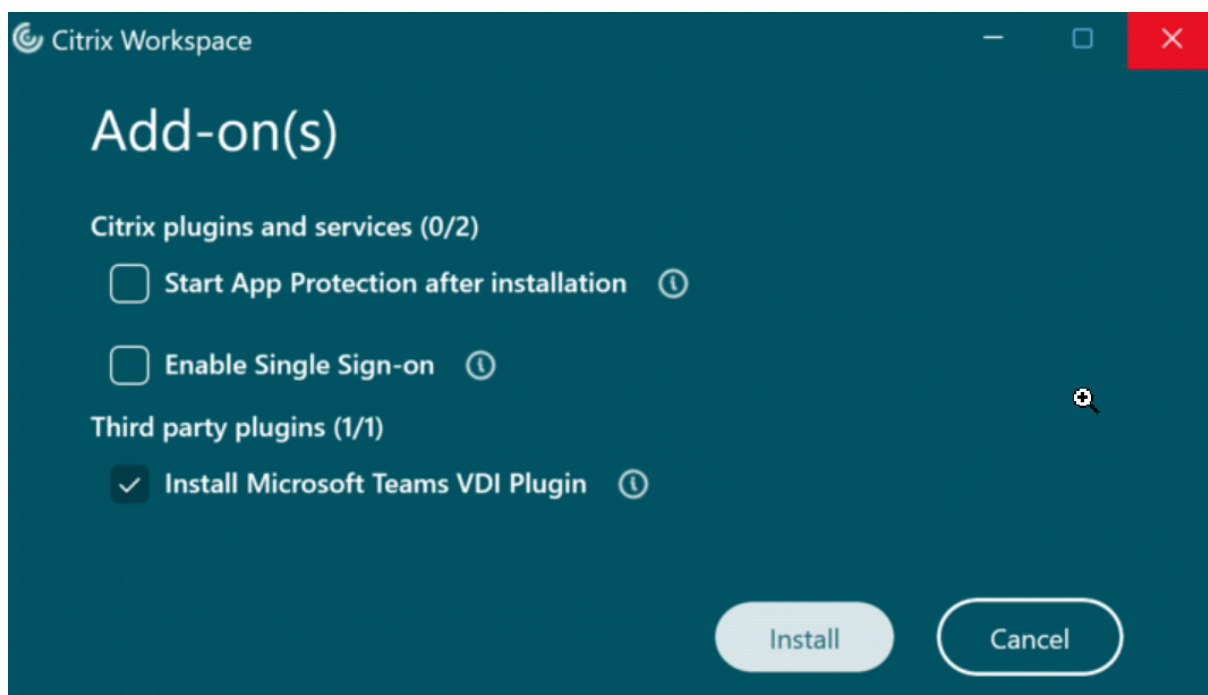 Citrix Workspace
Add-on(s)
Citrix plugins and services (0/2)
Start App Protection after installation
Enable Single Sign-on
Third party plugins (1/1)
Install Microsoft Teams VDI Plugin
Install Cancel